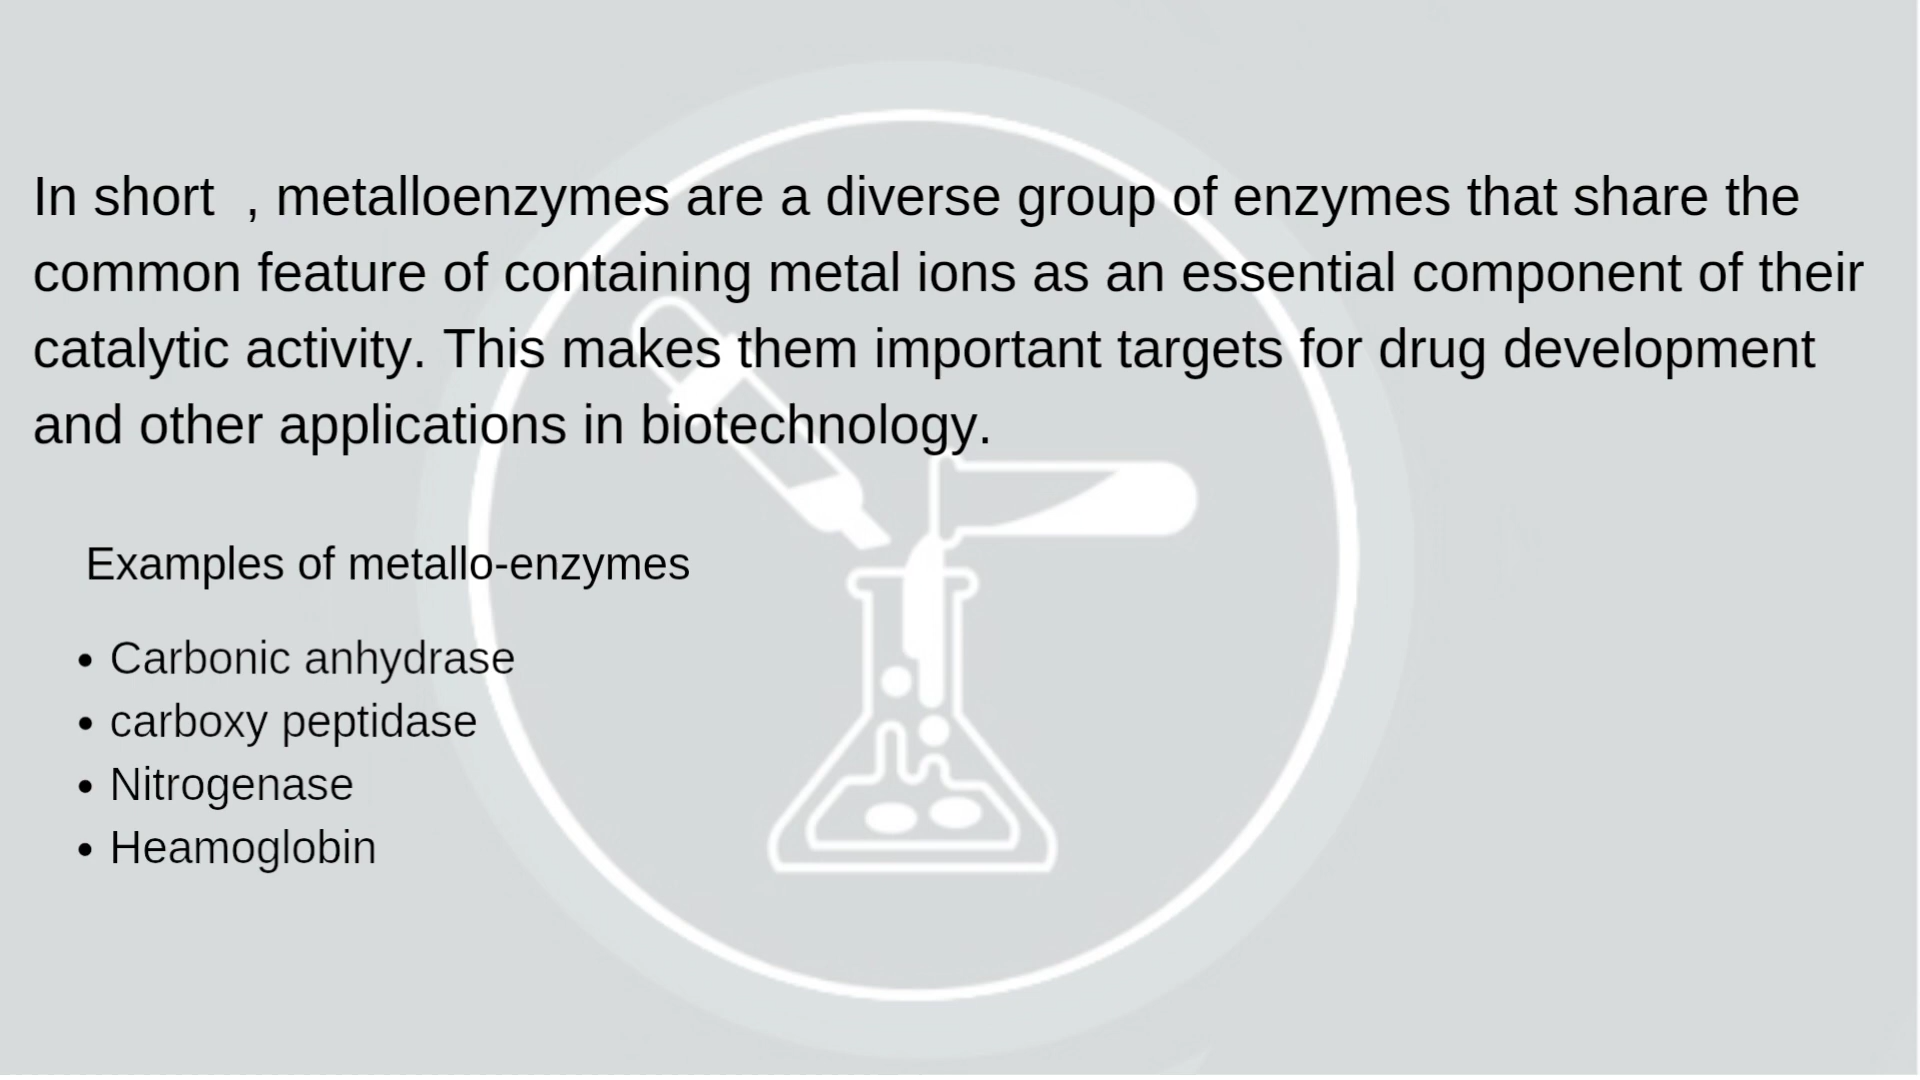 In short  , metalloenzymes are a diverse group of enzymes that share the
common feature of containing metal ions as an essential component of their
catalytic activity. This makes them important targets for drug development
and other applications in biotechnology.
Examples of metallo-enzymes
• Carbonic anhydrase
• carboxy peptidase
• Nitrogenase
• Heamoglobin